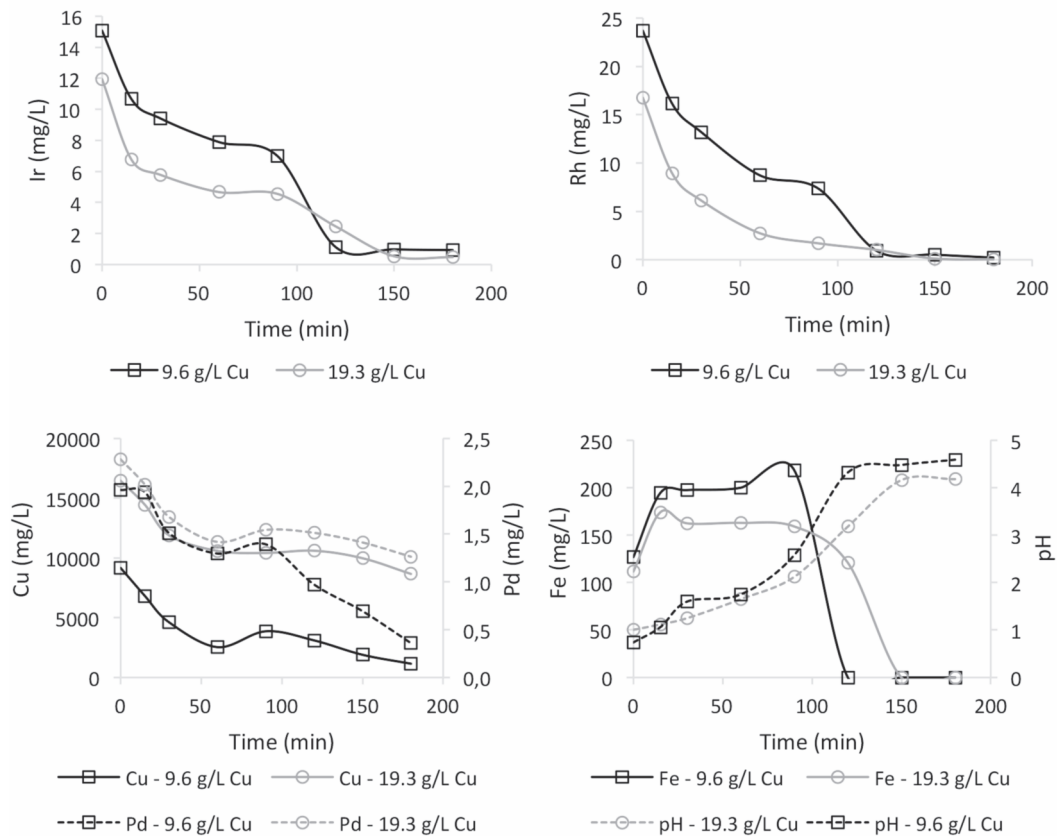 16
14
12
10
8
6
4
2
0
Ir (mg/L)
0 50 100 150 200
Time (min)
9.6 g/L Cu 19.3 g/L Cu
25
20
15
10
5
0
Rh (mg/L)
0 50 100 150 200
Time (min)
9.6 g/L Cu 19.3 g/L Cu
20000
15000
10000
5000
0
Cu (mg/L)
2,5
2,0
1,5
1,0
0,5
0,0
Pd (mg/L)
0 50 100 150 200
Time (min)
Cu - 9.6 g/L Cu Cu - 19.3 g/L Cu
Pd - 9.6 g/L Cu Pd - 19.3 g/L Cu
250
200
150
100
50
0
Fe (mg/L)
5
4
3
2
1
0
pH
0 50 100 150 200
Time (min)
Fe - 9.6 g/L Cu Fe - 19.3 g/L Cu
pH - 19.3 g/L Cu pH - 9.6 g/L Cu